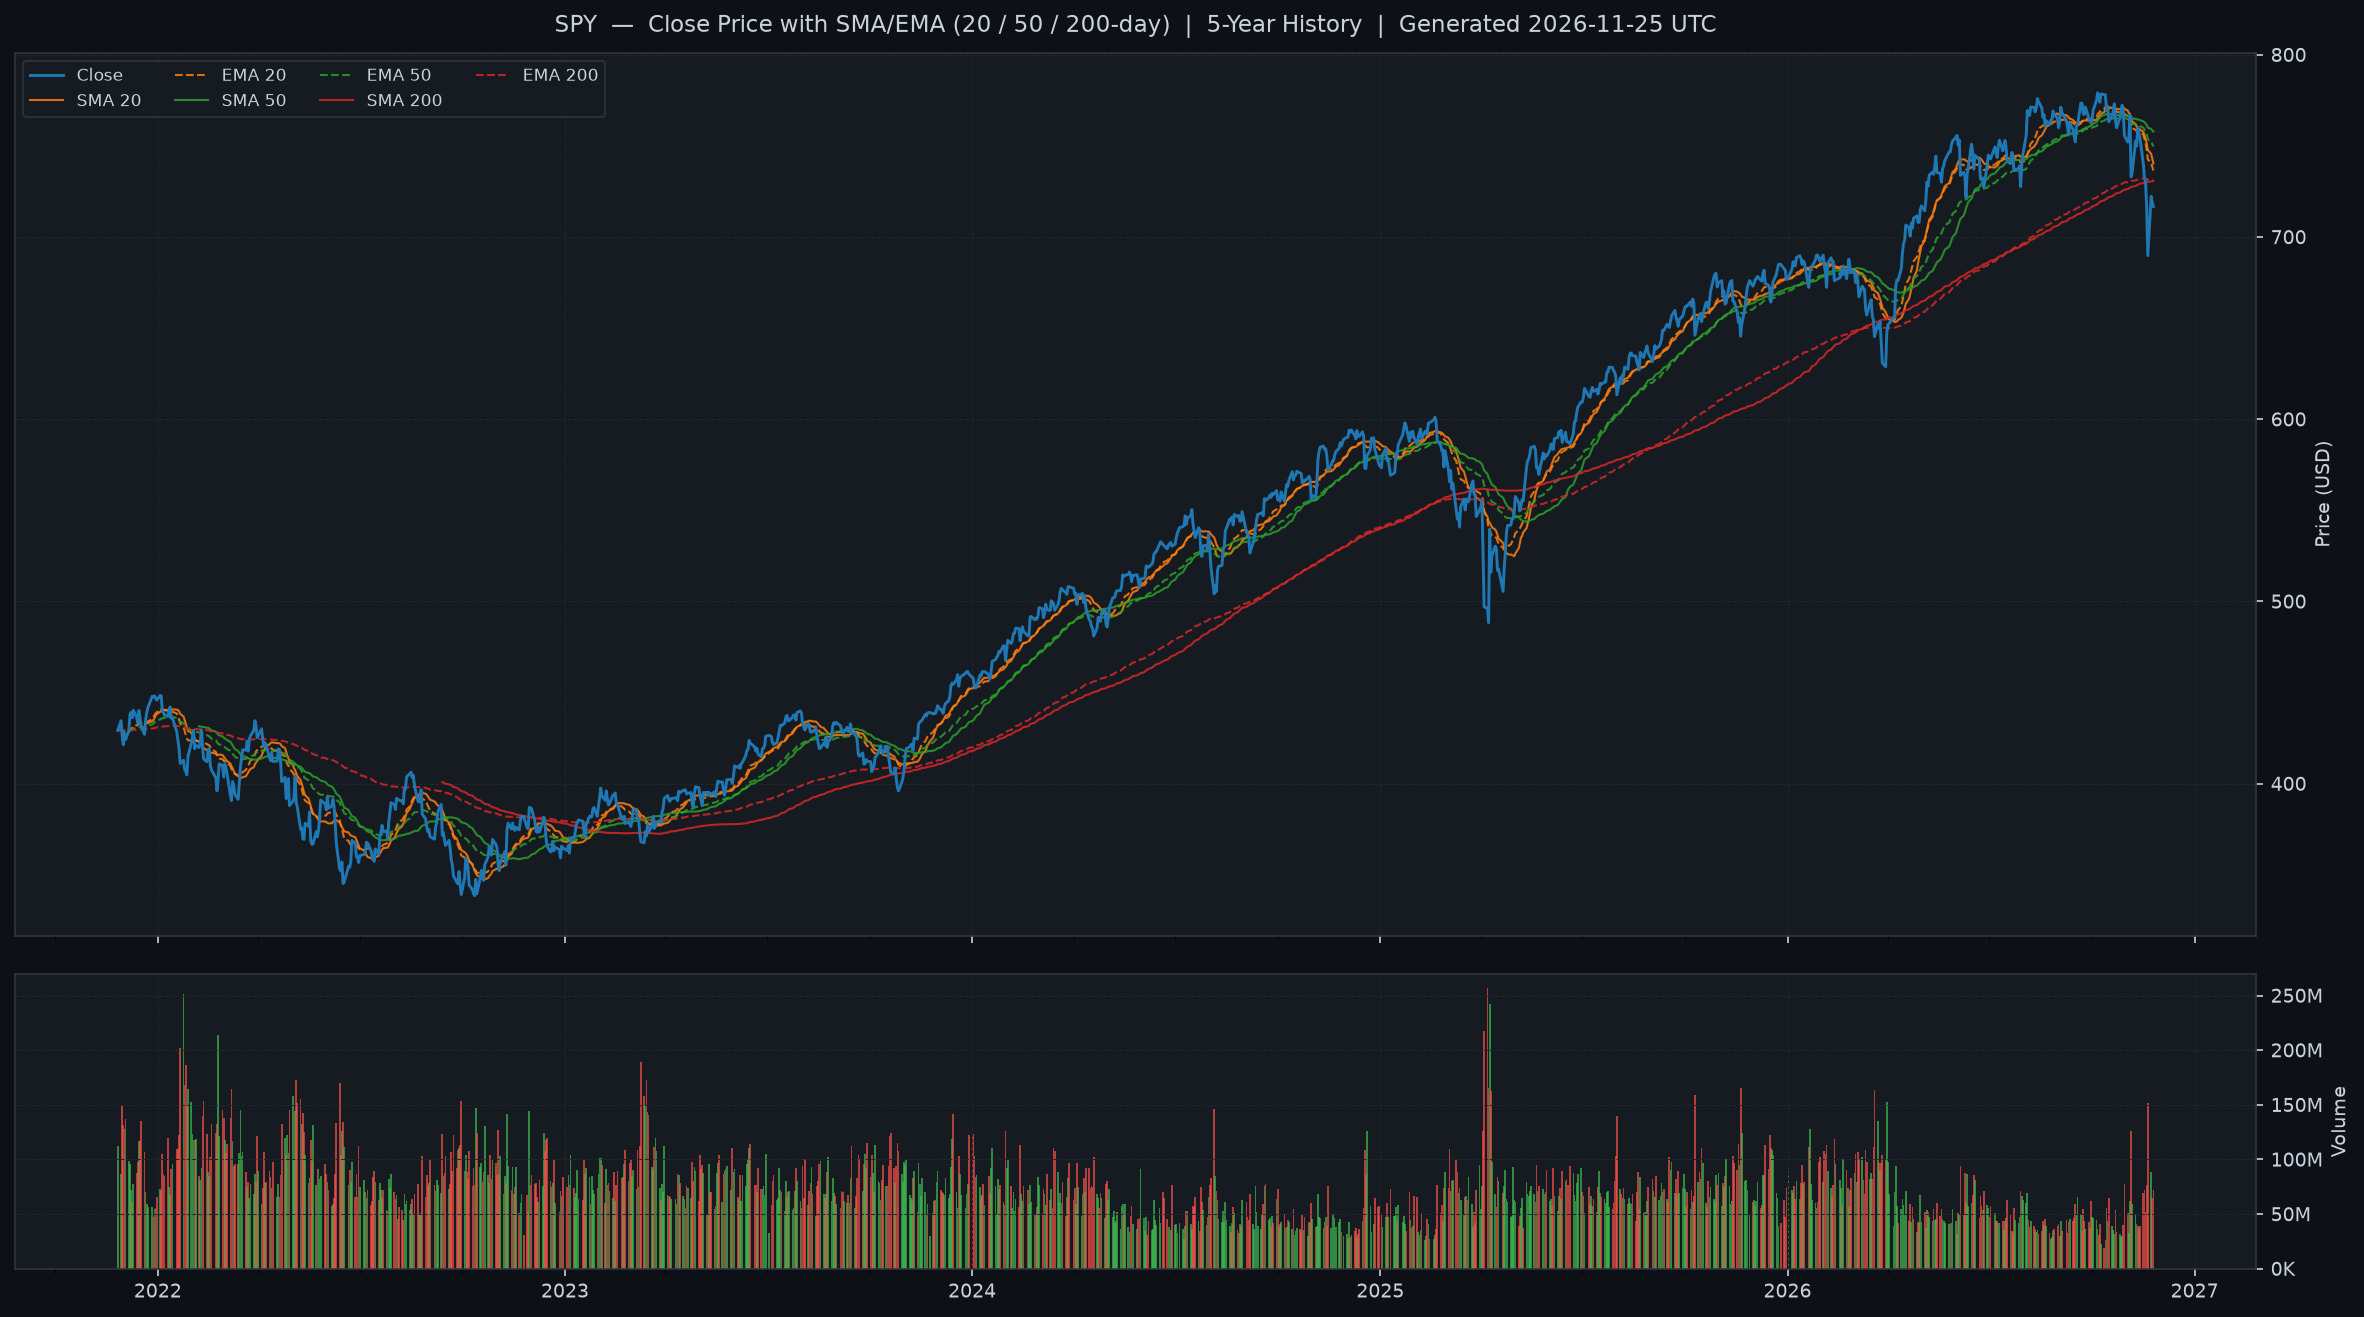 SPY — Close Price with SMA/EMA (20 / 50 / 200-day) | 5-Year History | Generated 2026-11-25 UTC
Close EMA 20 EMA 50 EMA 200
SMA 20 SMA 50 SMA 200
800
700
600
500
400
Price (USD)
250M
200M
150M
100M
50M
0K
Volume
2022 2023 2024 2025 2026 2027